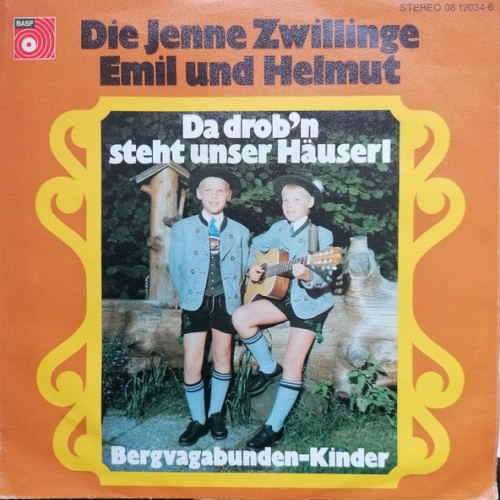 BASF
STEREO 06 12034-6
Die Jenne Zwillinge
Emil und Helmut
Da drob'n
steht unser Häuserl
Bergvagabunden-Kinder